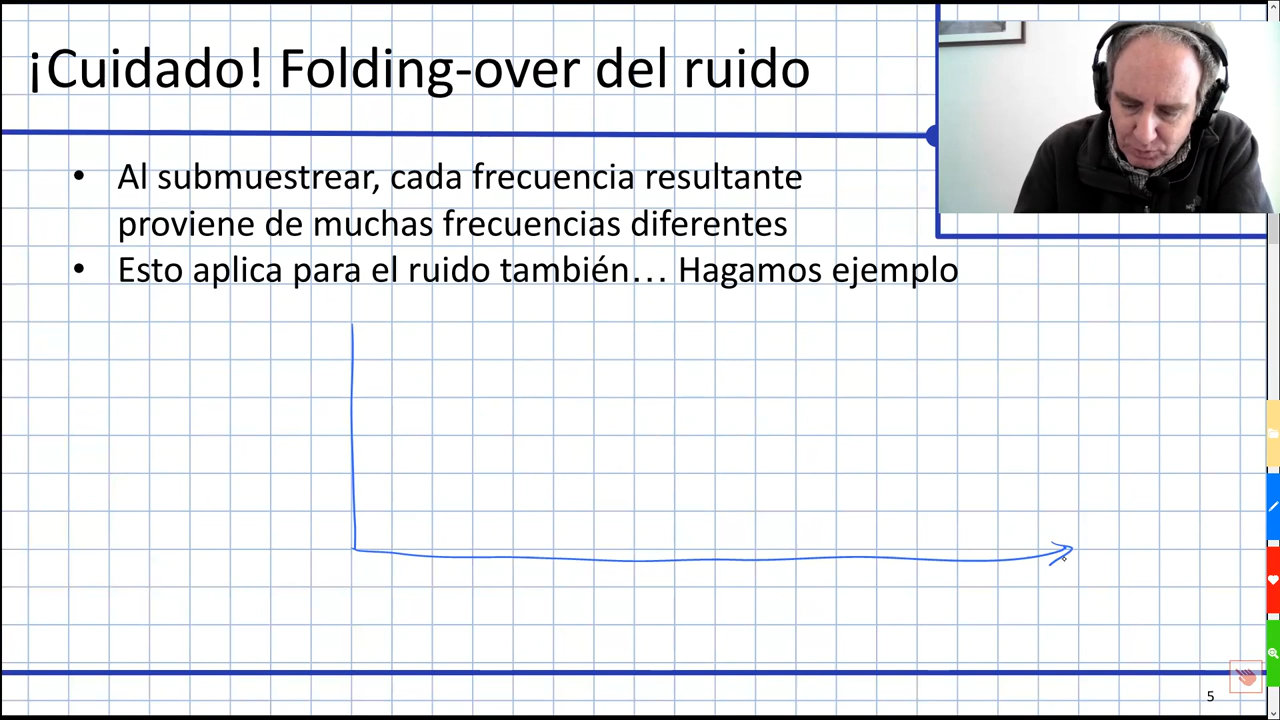 ¡Cuidado! Folding-over del ruido
• Al submuestrear, cada frecuencia resultante
proviene de muchas frecuencias diferentes
• Esto aplica para el ruido también… Hagamos ejemplo
5